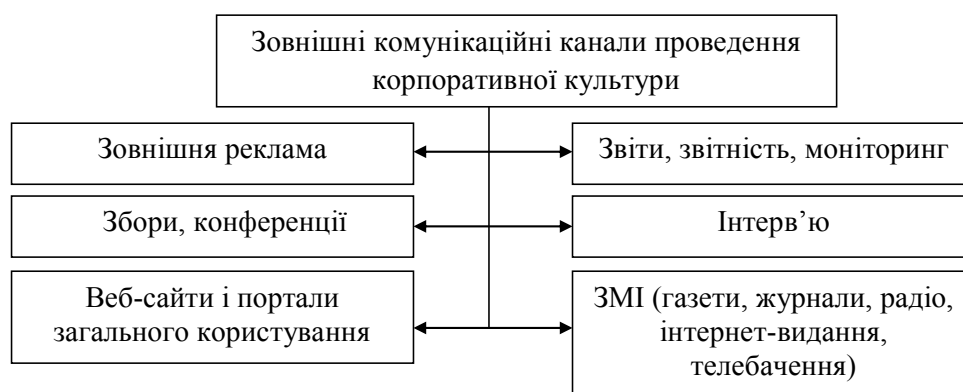 Зовнішні комунікаційні канали проведення
корпоративної культури
Зовнішня реклама
Звіти, звітність, моніторинг
Збори, конференції
Інтерв’ю
Веб-сайти і портали
загального користування
ЗМІ (газети, журнали, радіо,
інтернет-видання,
телебачення)